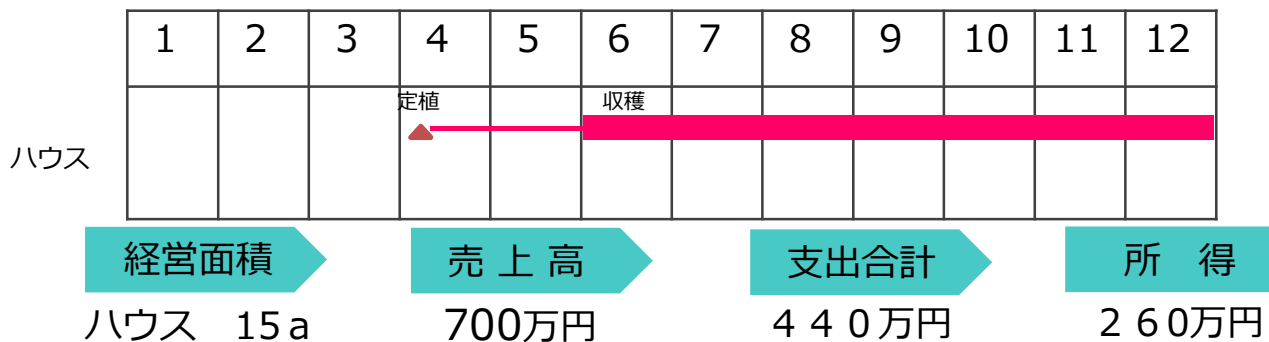 1 2 3 4 5 6 7 8 9 10 11 12
定植 収穫
ハウス
経営面積 売上高 支出合計 所 得
ハウス 15a 700万円 ４４０万円 ２６０万円